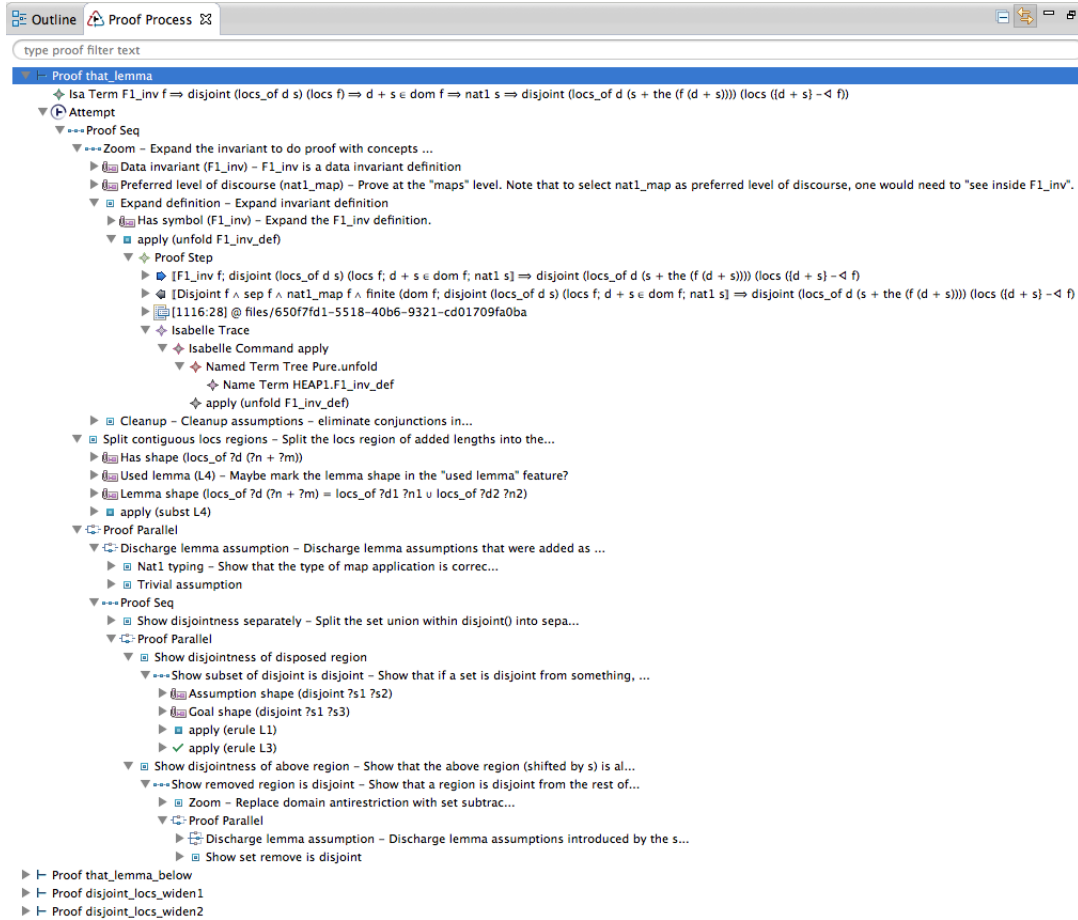 Outline Proof Process
type proof filter text
Proof that_lemma
Isa Term F1_inv f ⟹ disjoint (locs_of d s) (locs f) ⟹ d + s ∈ dom f ⟹ nat1 s ⟹ disjoint (locs_of d (s + the (f (d + s)))) (locs ({d + s} -⊲ f))
Attempt
Proof Seq
Zoom – Expand the invariant to do proof with concepts ...
Data invariant (F1_inv) – F1_inv is a data invariant definition
Preferred level of discourse (nat1_map) – Prove at the "maps" level. Note that to select nat1_map as preferred level of discourse, one would need to "see inside F1_inv".
Expand definition – Expand invariant definition
Has symbol (F1_inv) – Expand the F1_inv definition.
apply (unfold F1_inv_def)
Proof Step
⟦F1_inv f; disjoint (locs_of d s) (locs f; d + s ∈ dom f; nat1 s⟧ ⟹ disjoint (locs_of d (s + the (f (d + s)))) (locs ({d + s} -⊲ f)
⟦Disjoint f ∧ sep f ∧ nat1_map f ∧ finite (dom f; disjoint (locs_of d s) (locs f; d + s ∈ dom f; nat1 s⟧ ⟹ disjoint (locs_of d (s + the (f (d + s)))) (locs ({d + s} -⊲ f)
[1116:28] @ files/650f7fd1-5518-40b6-9321-cd01709fa0ba
Isabelle Trace
Isabelle Command apply
Named Term Tree Pure.unfold
Name Term HEAP1.F1_inv_def
apply (unfold F1_inv_def)
Cleanup – Cleanup assumptions – eliminate conjunctions in...
Split contiguous locs regions – Split the locs region of added lengths into the...
Has shape (locs_of ?d (?n + ?m))
Used lemma (L4) – Maybe mark the lemma shape in the "used lemma" feature?
Lemma shape (locs_of ?d (?n + ?m) = locs_of ?d1 ?n1 ∪ locs_of ?d2 ?n2)
apply (subst L4)
Proof Parallel
Discharge lemma assumption – Discharge lemma assumptions that were added as ...
Nat1 typing – Show that the type of map application is correc...
Trivial assumption
Proof Seq
Show disjointness separately – Split the set union within disjoint() into sepa...
Proof Parallel
Show disjointness of disposed region
Show subset of disjoint is disjoint – Show that if a set is disjoint from something, ...
Assumption shape (disjoint ?s1 ?s2)
Goal shape (disjoint ?s1 ?s3)
apply (erule L1)
apply (erule L3)
Show disjointness of above region – Show that the above region (shifted by s) is al...
Show removed region is disjoint – Show that a region is disjoint from the rest of...
Zoom – Replace domain antirestriction with set subtrac...
Proof Parallel
Discharge lemma assumption – Discharge lemma assumptions introduced by the s...
Show set remove is disjoint
Proof that_lemma_below
Proof disjoint_locs_widen1
Proof disjoint_locs_widen2